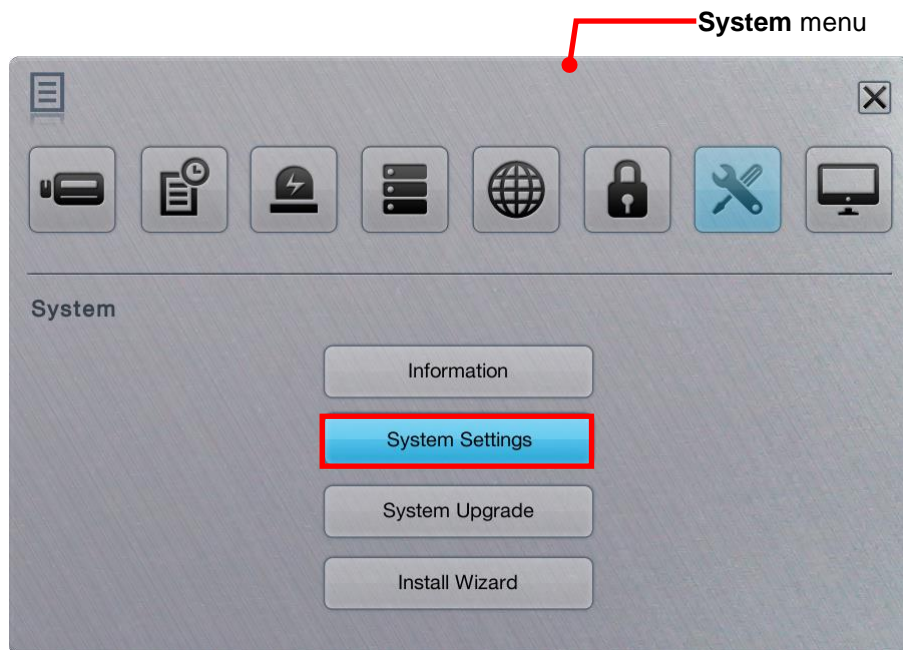 System menu
System
Information
System Settings
System Upgrade
Install Wizard